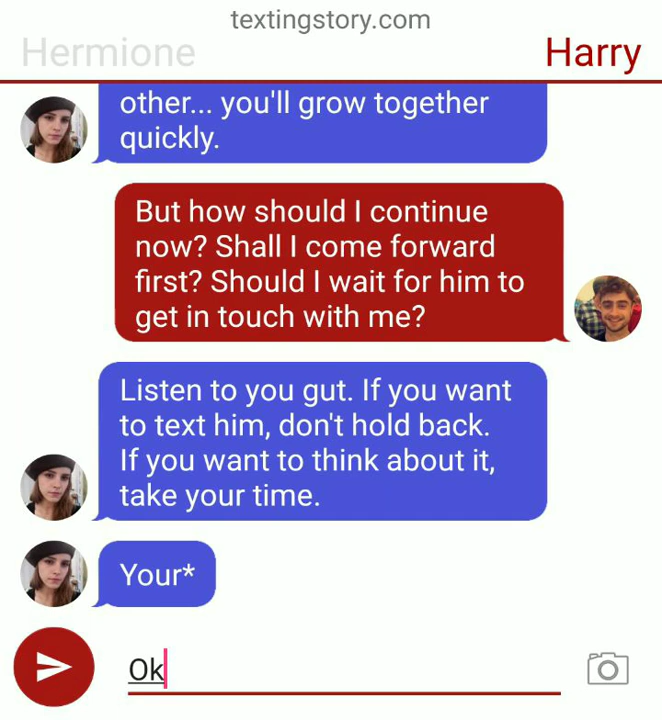 textingstory.com
Hermione
Harry
other... you'll grow together
quickly.
But how should I continue
now? Shall I come forward
first? Should I wait for him to
get in touch with me?
Listen to you gut. If you want
to text him, don't hold back.
If you want to think about it,
take your time.
Your*
Ok